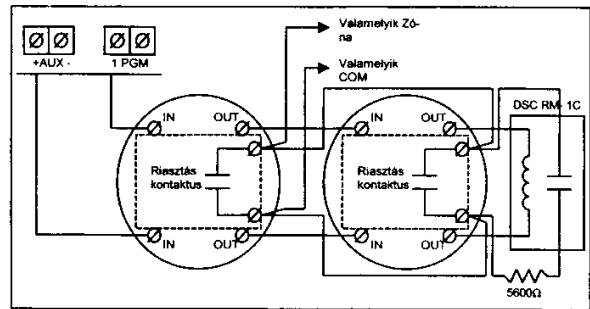 Valamelyik Zó-
na
Valamelyik
COM
+AUX -
1 PGM
DSC RM- 1C
IN
OUT
IN
OUT
Riasztás
kontaktus
Riasztás
kontaktus
IN
OUT
IN
OUT
5600Ω